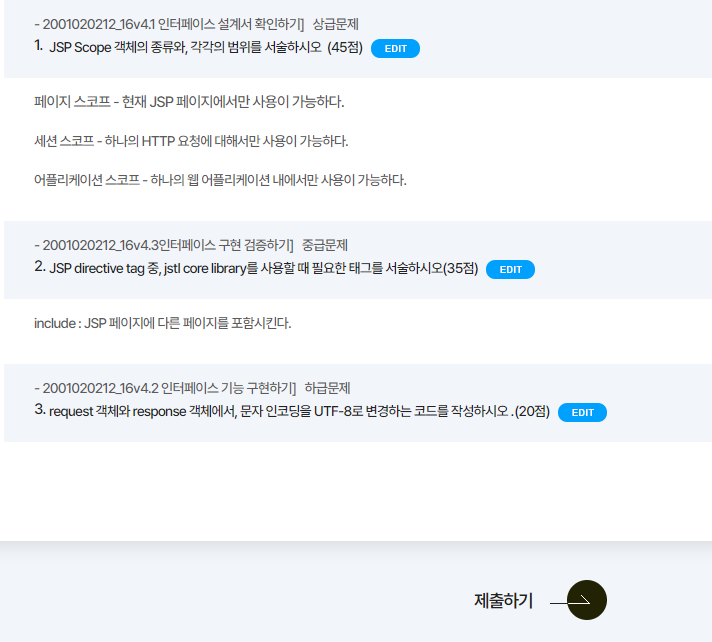 - 2001020212_16v4.1 인터페이스 설계서 확인하기] 상급문제
1. JSP Scope 객체의 종류와, 각각의 범위를 서술하시오 (45점) EDIT
페이지 스코프 - 현재 JSP 페이지에서만 사용이 가능하다.
세션 스코프 - 하나의 HTTP 요청에 대해서만 사용이 가능하다.
어플리케이션 스코프 - 하나의 웹 어플리케이션 내에서만 사용이 가능하다.
- 2001020212_16v4.3인터페이스 구현 검증하기] 중급문제
2. JSP directive tag 중, jstl core library를 사용할 때 필요한 태그를 서술하시오(35점) EDIT
include : JSP 페이지에 다른 페이지를 포함시킨다.
- 2001020212_16v4.2 인터페이스 기능 구현하기] 하급문제
3. request 객체와 response 객체에서, 문자 인코딩을 UTF-8로 변경하는 코드를 작성하시오 .(20점) EDIT
제출하기